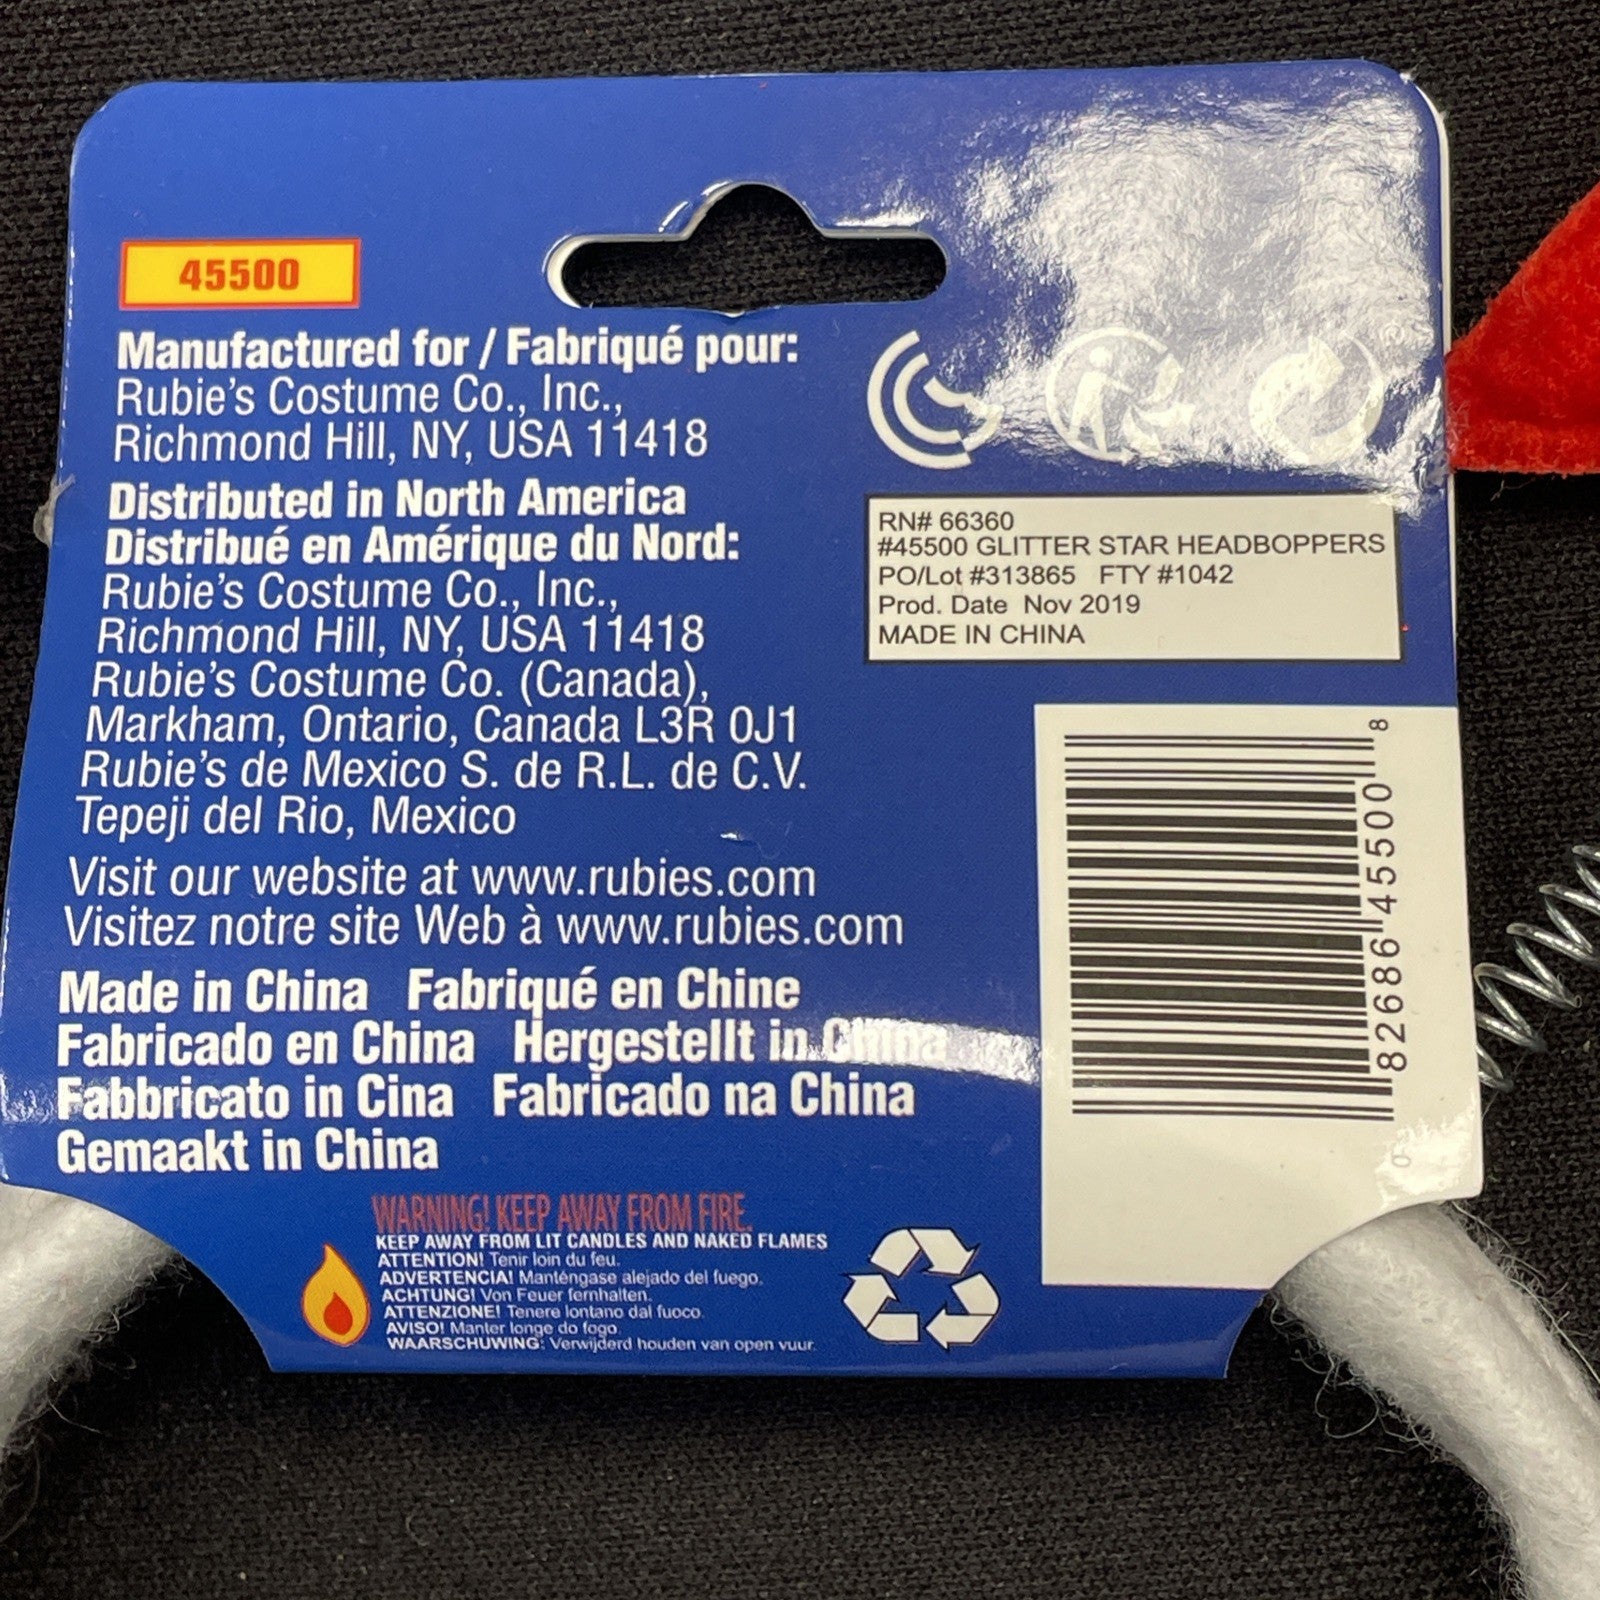 45500
Manufactured for / Fabriqué pour:
Rubie's Costume Co., Inc.,
Richmond Hill, NY, USA 11418
Distributed in North America
Distribué en Amérique du Nord:
Rubie's Costume Co., Inc.,
Richmond Hill, NY, USA 11418
Rubie's Costume Co. (Canada),
Markham, Ontario, Canada L3R 0J1
Rubie's de Mexico S. de R.L. de C.V.
Tepeji del Rio, Mexico
Visit our website at www.rubies.com
Visitez notre site Web à www.rubies.com
Made in China Fabriqué en Chine
Fabricado en China Hergestellt in China
Fabbricato in Cina Fabricado na China
Gemaakt in China
WARNING! KEEP AWAY FROM FIRE.
KEEP AWAY FROM LIT CANDLES AND NAKED FLAMES
ATTENTION! Tenir loin du feu.
ADVERTENCIA! Manténgase alejado del fuego.
ACHTUNG! Von Feuer fernhalten.
ATTENZIONE! Tenere lontano dal fuoco.
AVISO! Manter longe do fogo.
WAARSCHUWING: Verwijderd houden van open vuur.
RN# 66360
#45500 GLITTER STAR HEADBOPPERS
PO/Lot #313865 FTY #1042
Prod. Date Nov 2019
MADE IN CHINA
0 82686 45500 8